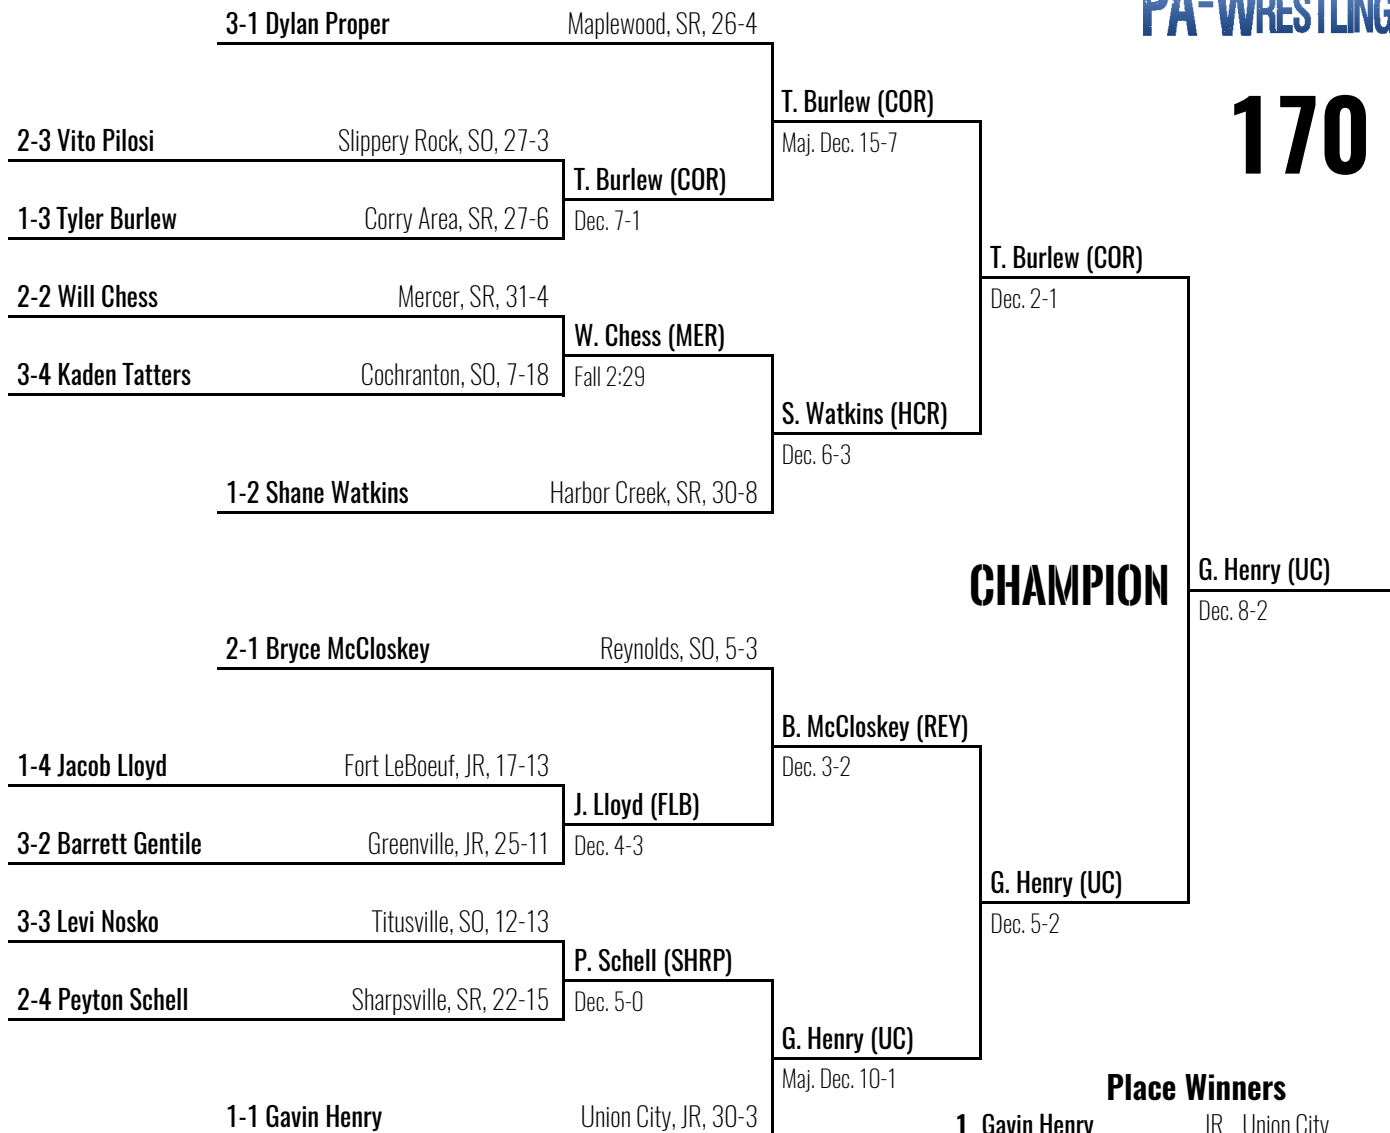 PA-WRESTLING
170
3-1 Dylan Proper Maplewood, SR, 26-4
T. Burlew (COR)
Maj. Dec. 15-7
2-3 Vito Pilosi Slippery Rock, SO, 27-3
T. Burlew (COR)
Dec. 7-1
1-3 Tyler Burlew Corry Area, SR, 27-6
T. Burlew (COR)
Dec. 2-1
2-2 Will Chess Mercer, SR, 31-4
W. Chess (MER)
Fall 2:29
3-4 Kaden Tatters Cochranton, SO, 7-18
S. Watkins (HCR)
Dec. 6-3
1-2 Shane Watkins Harbor Creek, SR, 30-8
CHAMPION
G. Henry (UC)
Dec. 8-2
2-1 Bryce McCloskey Reynolds, SO, 5-3
B. McCloskey (REY)
Dec. 3-2
1-4 Jacob Lloyd Fort LeBoeuf, JR, 17-13
J. Lloyd (FLB)
Dec. 4-3
3-2 Barrett Gentile Greenville, JR, 25-11
G. Henry (UC)
Dec. 5-2
3-3 Levi Nosko Titusville, SO, 12-13
P. Schell (SHRP)
Dec. 5-0
2-4 Peyton Schell Sharpsville, SR, 22-15
G. Henry (UC)
Maj. Dec. 10-1
1-1 Gavin Henry Union City, JR, 30-3
Place Winners
1 Gavin Henry JR Union City